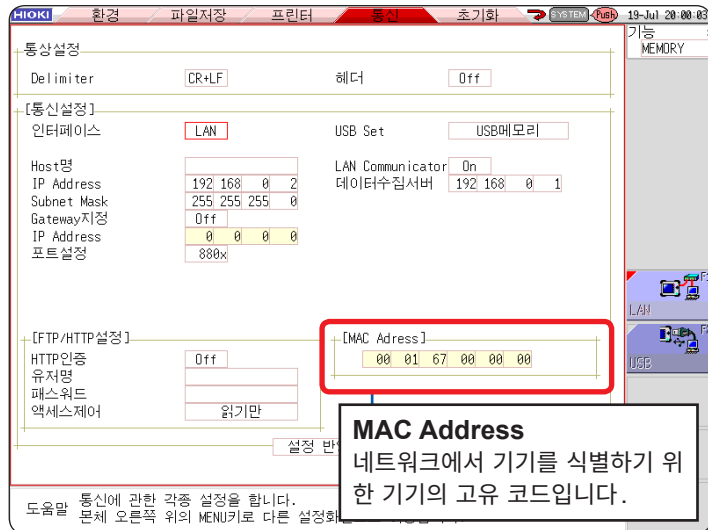 HIOKI 환경 파일저장 프린터 통신 초기화 SYSTEM Push 19-Jul 20:00:03
기능
MEMORY
통상설정
Delimiter CR+LF 헤더 Off
[통신설정]
인터페이스 LAN USB Set USB메모리
Host명 LAN Communicator On
IP Address 192 168 0 2 데이터수집서버 192 168 0 1
Subnet Mask 255 255 255 0
Gateway지정 Off
IP Address 0 0 0 0
포트설정 880x
LAN
USB
[FTP/HTTP설정] [MAC Adress]
HTTP인증 Off 00 01 67 00 00 00
유저명
패스워드
액세스제어 읽기만
설정
MAC Address
네트워크에서 기기를 식별하기 위
한 기기의 고유 코드입니다.
도움말 통신에 관한 각종 설정을 합니다.
본체 오른쪽 위의 MENU키로 다른